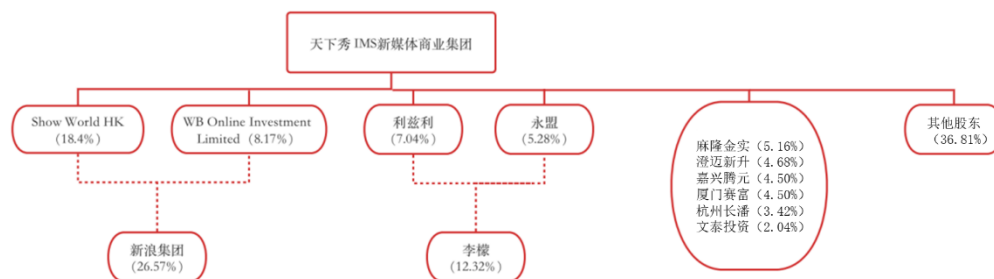 天下秀 IMS新媒体商业集团
Show World HK
(18.4%)
WB Online Investment
Limited（8.17%）
利兹利
(7.04%)
永盟
(5.28%)
麻隆金实（5.16%）
澄迈新升（4.68%）
嘉兴腾元（4.50%）
厦门赛富（4.50%）
杭州长潘（3.42%）
文泰投资（2.04%）
其他股东
（36.81%）
新浪集团
(26.57%)
李檬
(12.32%)